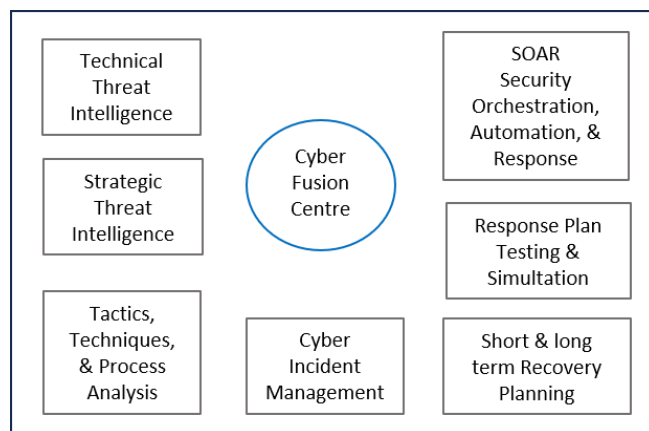 Technical
Threat
Intelligence
Strategic
Threat
Intelligence
Tactics,
Techniques,
& Process
Analysis
Cyber
Fusion
Centre
Cyber
Incident
Management
SOAR
Security
Orchestration,
Automation, &
Response
Response Plan
Testing &
Simultation
Short & long
term Recovery
Planning